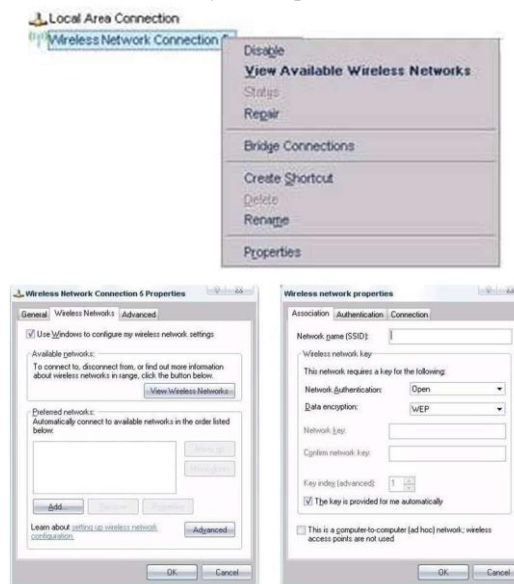 Local Area Connection
Wireless Network Connection 5
Disable
View Available Wireless Networks
Status
Repair
Bridge Connections
Create Shortcut
Delete
Rename
Properties
Wireless Network Connection 5 Properties
General Wireless Networks Advanced
Use Windows to configure my wireless network settings
Available networks:
To connect to, disconnect from, or find out more information
about wireless networks in range, click the button below.
View Wireless Networks
Preferred networks:
Automatically connect to available networks in the order listed
below:
Move up
Move down
Add... Remove Properties
Learn about setting up wireless network
configuration.
Advanced
OK Cancel
Wireless network properties
Association Authentication Connection
Network name (SSID):
Wireless network key
This network requires a key for the following:
Network Authentication: Open
Data encryption: WEP
Network key:
Confirm network key:
Key index (advanced): 1
The key is provided for me automatically
This is a computer-to-computer (ad hoc) network; wireless
access points are not used
OK Cancel